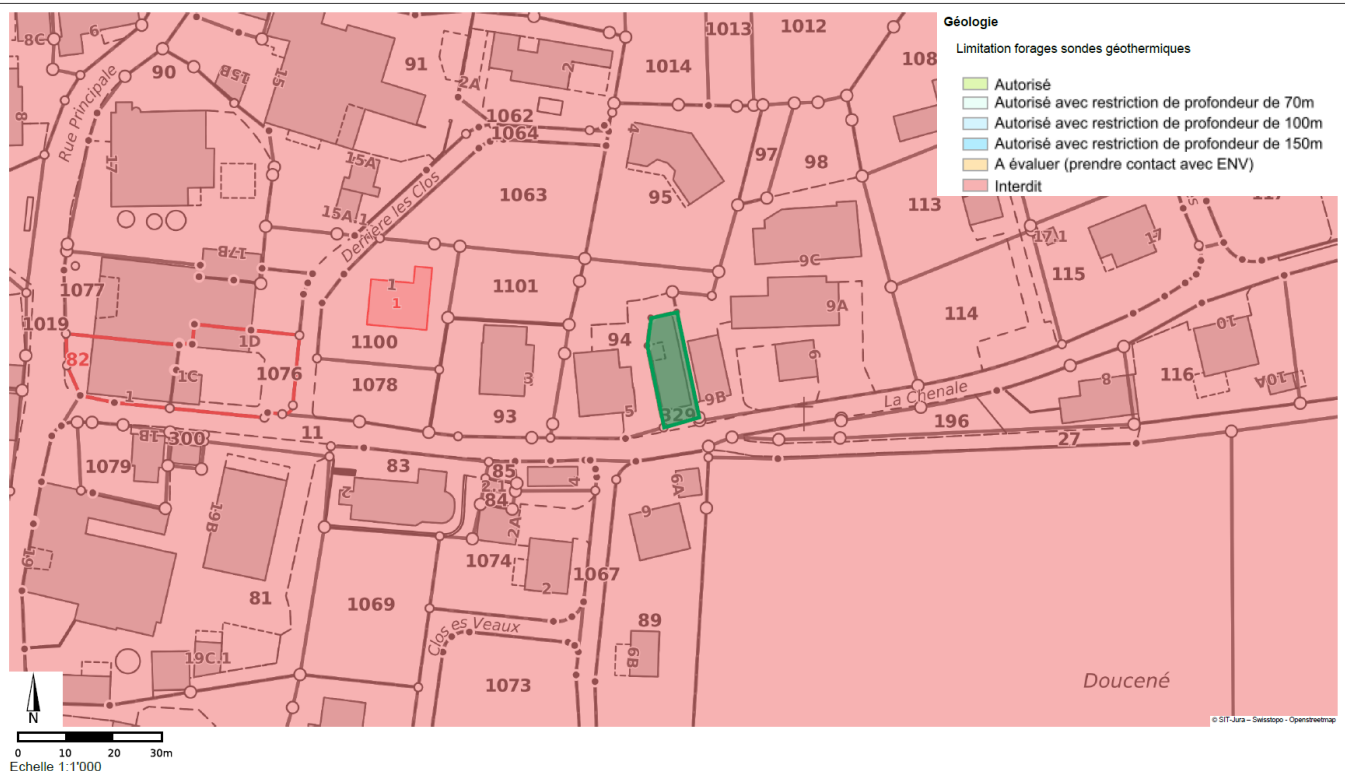 Géologie
Limitation forages sondes géothermiques
Autorisé
Autorisé avec restriction de profondeur de 70m
Autorisé avec restriction de profondeur de 100m
Autorisé avec restriction de profondeur de 150m
A évaluer (prendre contact avec ENV)
Interdit
8C
6
90
15B
15
91
2A
2
1013
1012
1014
108
8
Rue Principale
17
1062
1064
4
97
98
15A
15A.1
Derrière les Clos
1063
95
113
17B
9C
17.1
17
115
1077
1
1
1101
9A
114
1019
1D
1100
94
82
1C
1076
1078
3
6
10
1
93
5
329
9B
La Chenale
8
116
10A
1B
300
11
196
27
1079
83
85
2.1
4
2
84
6A
19B
2A
9
19
1074
2
1067
81
1069
89
Clos es Veaux
19C.1
6B
1073
Doucené
N
© SIT-Jura – Swisstopo - Openstreetmap
0 10 20 30m
Echelle 1:1'000